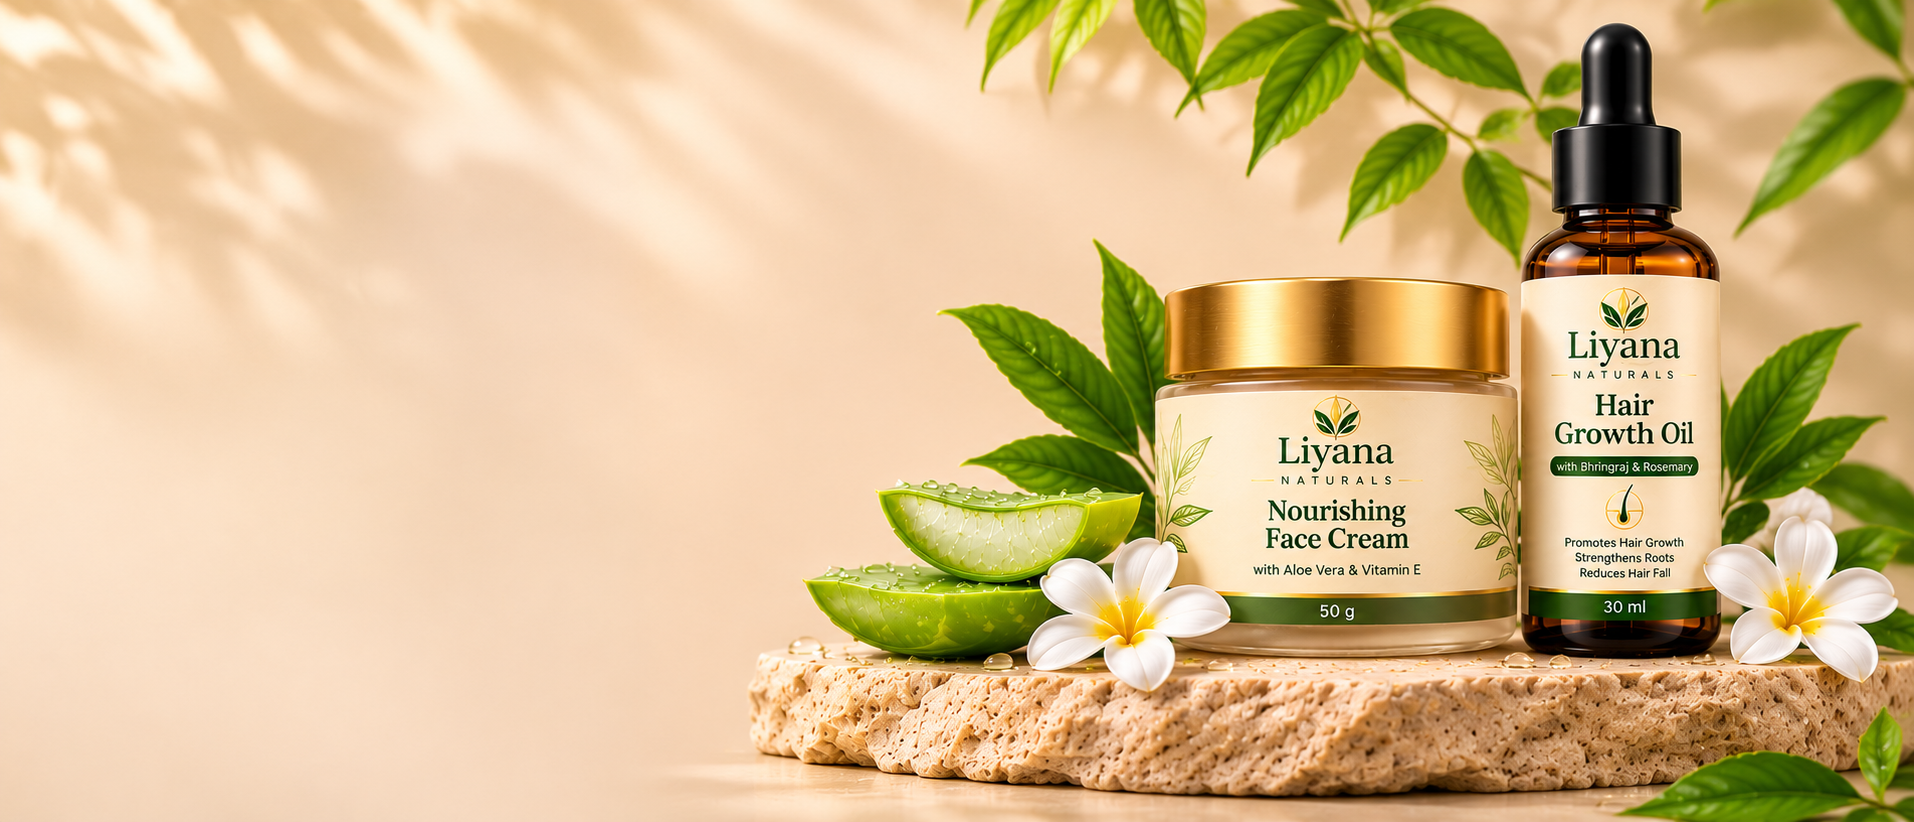 Liyana
NATURALS
Nourishing
Face Cream
with Aloe Vera & Vitamin E
50 g
Liyana
NATURALS
Hair
Growth Oil
with Bhringraj & Rosemary
Promotes Hair Growth
Strengthens Roots
Reduces Hair Fall
30 ml